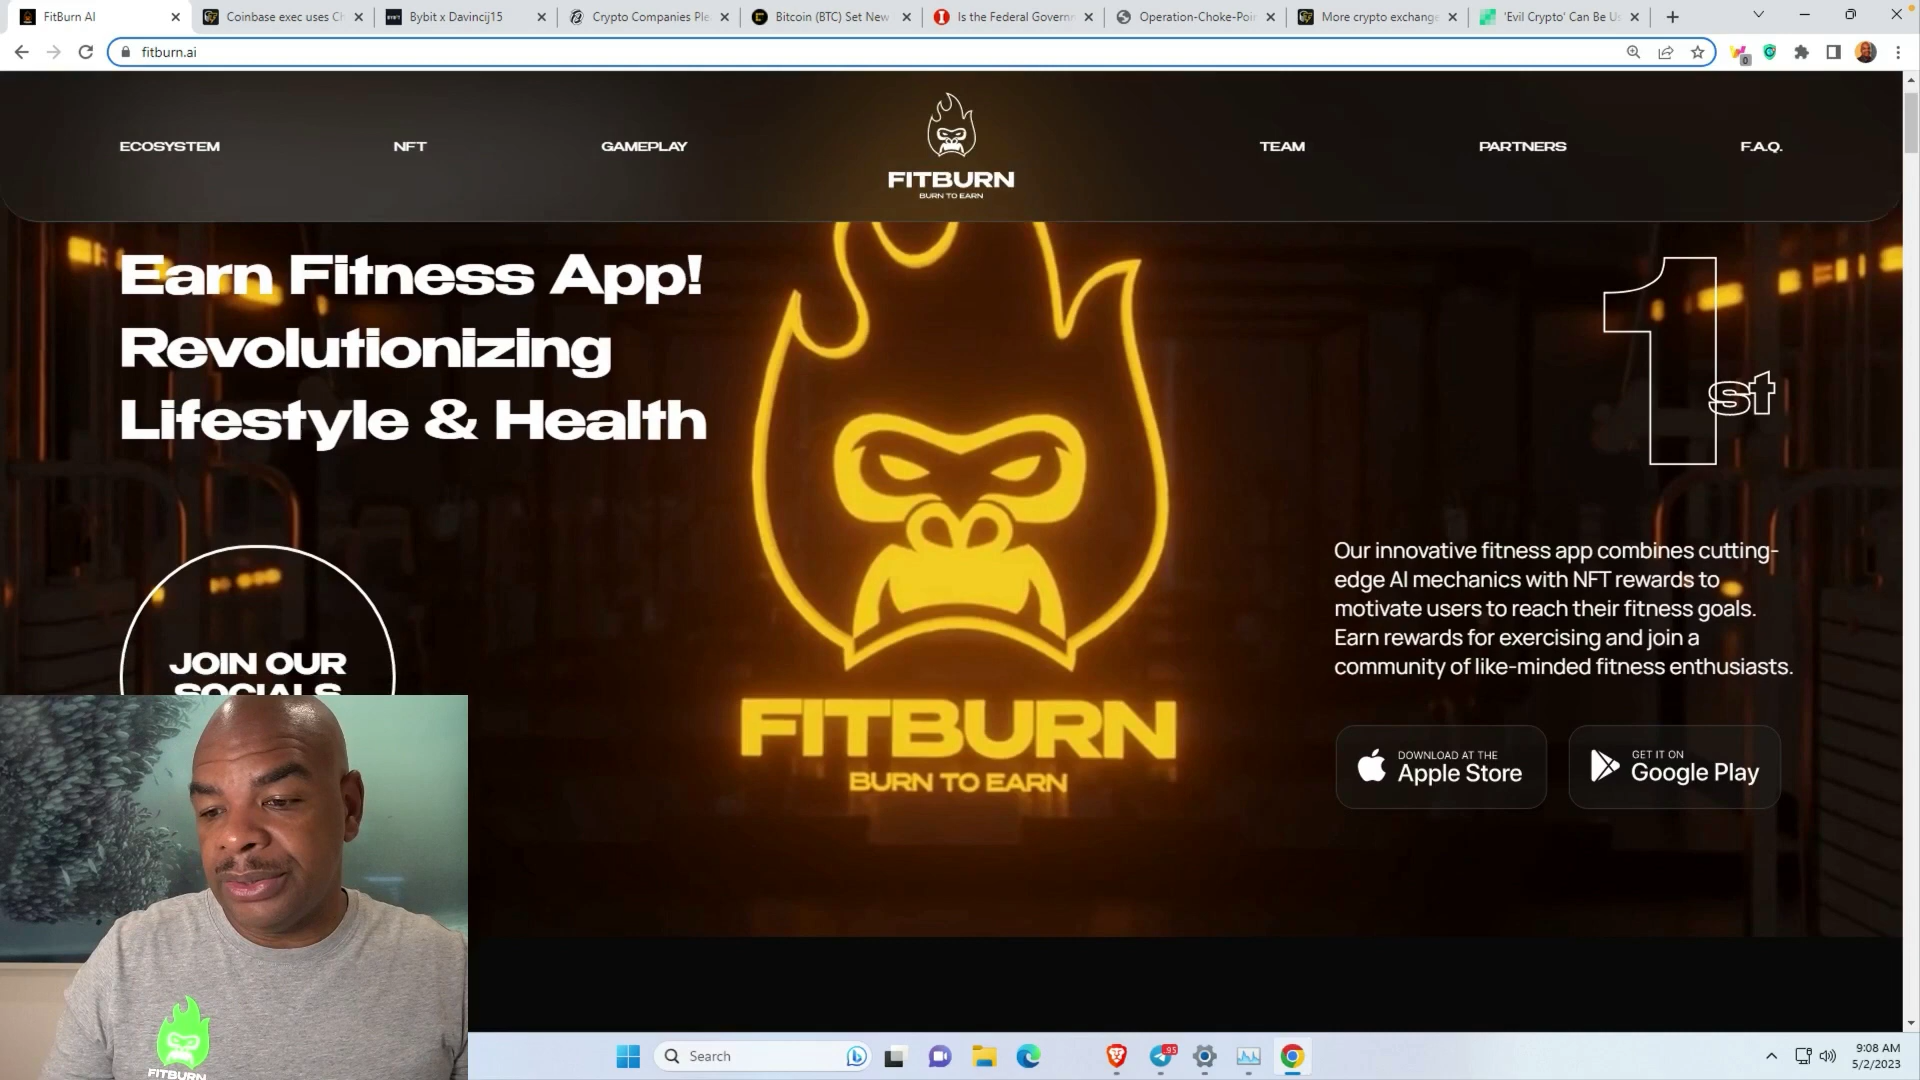 FitBurn AI
Coinbase exec uses Ch
Bybit x Davincij15
Crypto Companies Ple
Bitcoin (BTC) Set New
Is the Federal Governm
Operation-Choke-Poi
More crypto exchange
'Evil Crypto' Can Be U
fitburn.ai
0
ECOSYSTEM
NFT
GAMEPLAY
FITBURN
BURN TO EARN
TEAM
PARTNERS
F.A.Q.
Earn Fitness App!
Revolutionizing
Lifestyle & Health
1st
JOIN OUR
SOCIALS
FITBURN
BURN TO EARN
Our innovative fitness app combines cutting-
edge AI mechanics with NFT rewards to
motivate users to reach their fitness goals.
Earn rewards for exercising and join a
community of like-minded fitness enthusiasts.
DOWNLOAD AT THE
Apple Store
GET IT ON
Google Play
FITBURN
Search
95
9:08 AM
5/2/2023